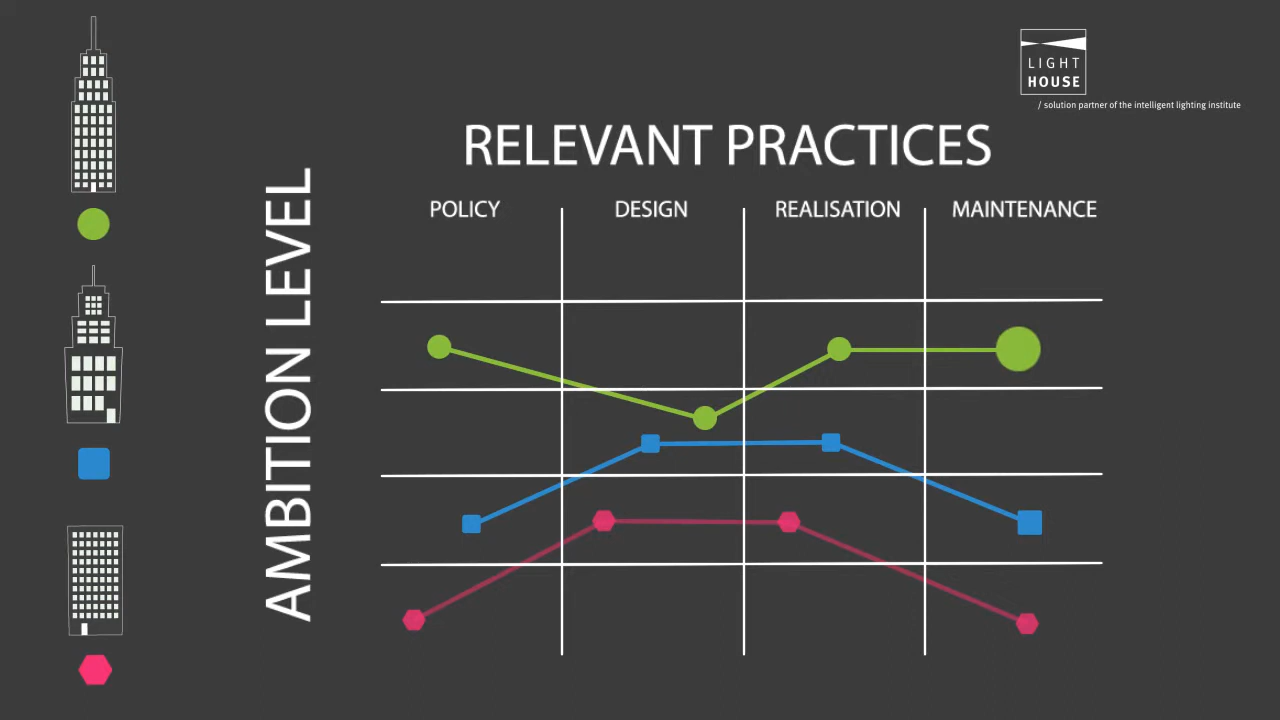 LIGHT
HOUSE
/ solution partner of the intelligent lighting institute
RELEVANT PRACTICES
AMBITION LEVEL
POLICY DESIGN REALISATION MAINTENANCE